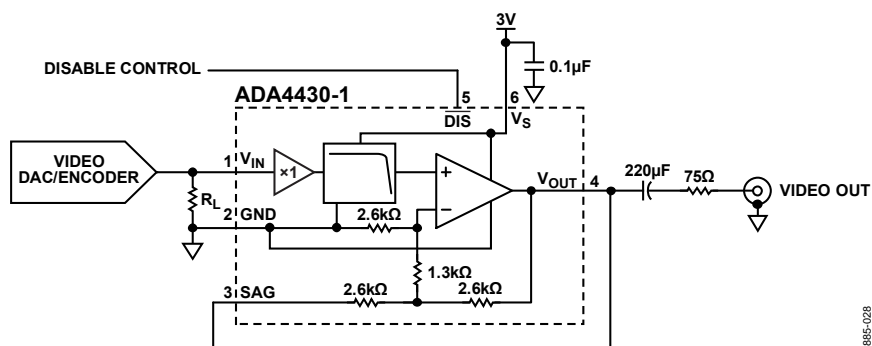 3V
DISABLE CONTROL
0.1µF
ADA4430-1
5
6
DIS
VS
VIDEO
DAC/ENCODER
1
VIN
×1
+
−
VOUT
4
220µF
75Ω
VIDEO OUT
RL
2
GND
2.6kΩ
1.3kΩ
3
SAG
2.6kΩ
2.6kΩ
885-028